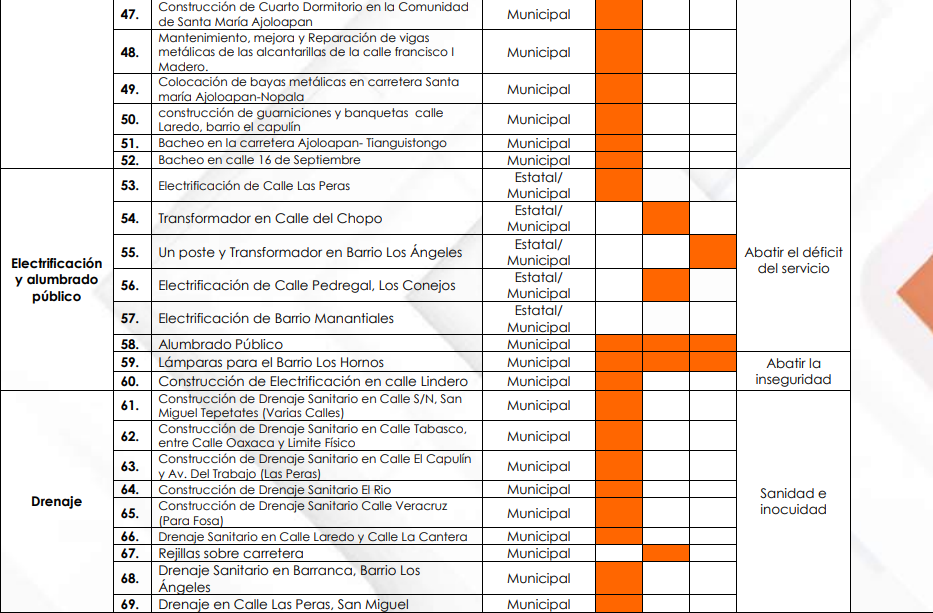 47. Construcción de Cuarto Dormitorio en la Comunidad
de Santa María Ajoloapan
Municipal
48. Mantenimiento, mejora y Reparación de vigas
metálicas de las alcantarillas de la calle francisco I
Madero.
Municipal
49. Colocación de bayas metálicas en carretera Santa
maría Ajoloapan-Nopala
Municipal
50. construcción de guarniciones y banquetas calle
Laredo, barrio el capulín
Municipal
51. Bacheo en la carretera Ajoloapan- Tianguistongo Municipal
52. Bacheo en calle 16 de Septiembre Municipal
Electrificación
y alumbrado
público
53. Electrificación de Calle Las Peras
Estatal/
Municipal
54. Transformador en Calle del Chopo
Estatal/
Municipal
55. Un poste y Transformador en Barrio Los Ángeles
Estatal/
Municipal
Abatir el déficit
del servicio
56. Electrificación de Calle Pedregal, Los Conejos
Estatal/
Municipal
57. Electrificación de Barrio Manantiales
Estatal/
Municipal
58. Alumbrado Público Municipal
59. Lámparas para el Barrio Los Hornos Municipal
Abatir la
inseguridad
60. Construcción de Electrificación en calle Lindero Municipal
Drenaje
61. Construcción de Drenaje Sanitario en Calle S/N, San
Miguel Tepetates (Varias Calles)
Municipal
62. Construcción de Drenaje Sanitario en Calle Tabasco,
entre Calle Oaxaca y Limite Físico
Municipal
63. Construcción de Drenaje Sanitario en Calle El Capulín
y Av. Del Trabajo (Las Peras)
Municipal
64. Construcción de Drenaje Sanitario El Rio Municipal
Sanidad e
inocuidad
65. Construcción de Drenaje Sanitario Calle Veracruz
(Para Fosa)
Municipal
66. Drenaje Sanitario en Calle Laredo y Calle La Cantera Municipal
67. Rejillas sobre carretera Municipal
68. Drenaje Sanitario en Barranca, Barrio Los
Ángeles
Municipal
69. Drenaje en Calle Las Peras, San Miguel Municipal